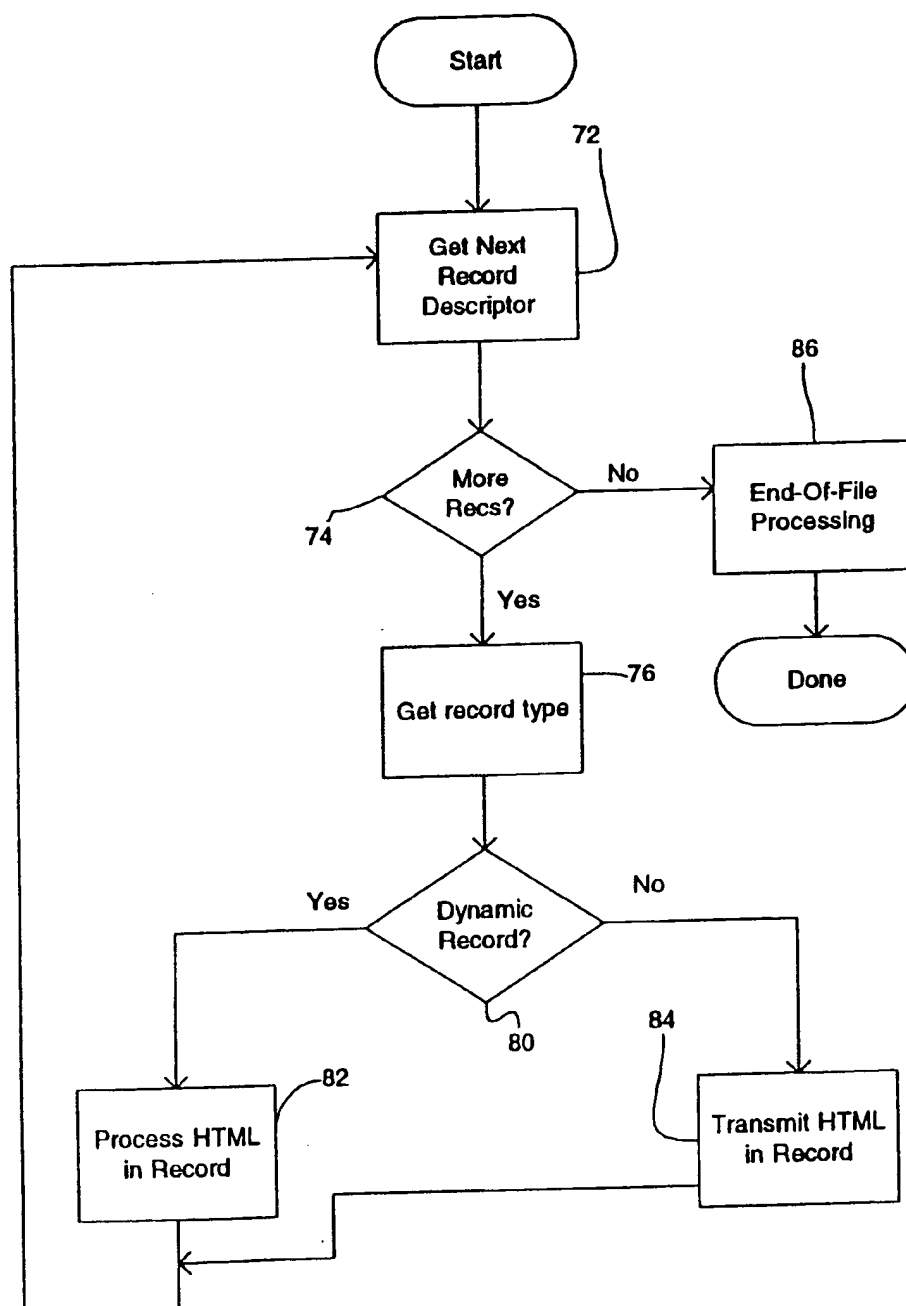 Start
72
Get Next
Record
Descriptor
86
More
Recs?
No
End-Of-File
Processing
74
Yes
76
Done
Get record type
Yes
No
Dynamic
Record?
80
84
82
Process HTML
in Record
Transmit HTML
in Record